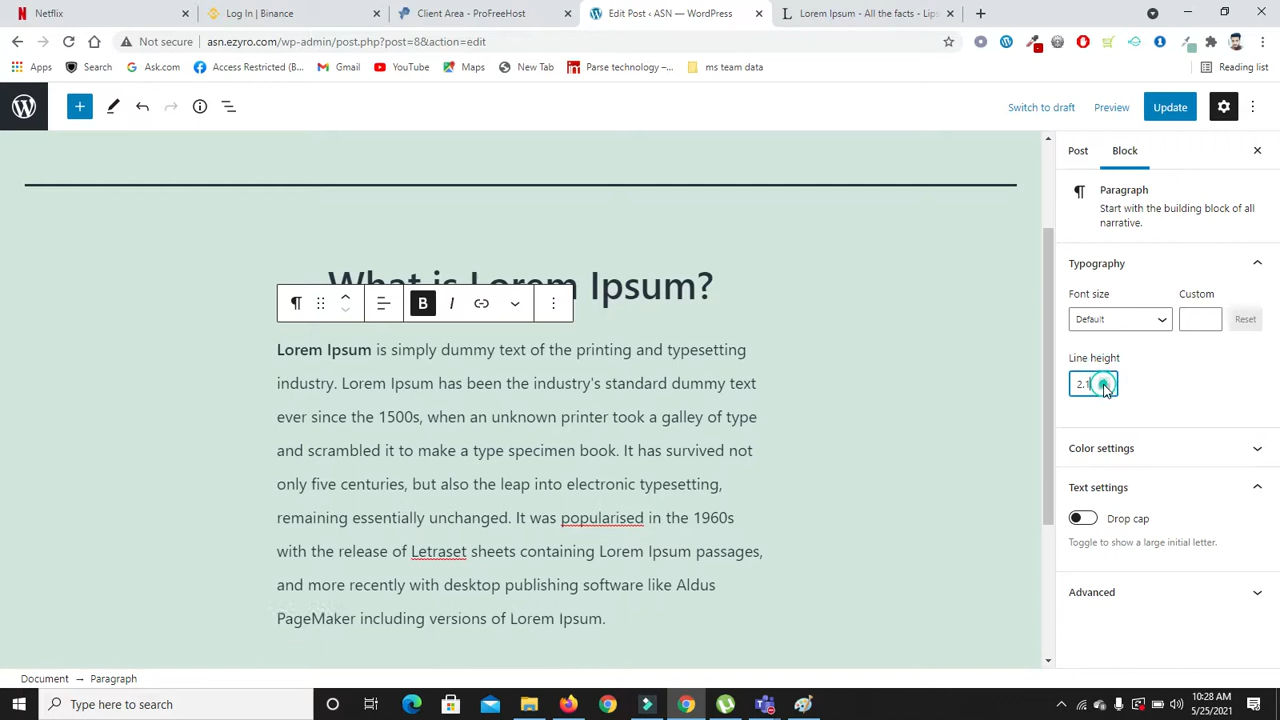 Netflix
Log In | Binance
Client Area - ProFreeHost
Edit Post ‹ ASN — WordPress
Lorem Ipsum - All the facts - Lips
Not secure
asn.ezyro.com/wp-admin/post.php?post=8&action=edit
Apps
Search
Ask.com
Access Restricted (B...
Gmail
YouTube
Maps
New Tab
Parse technology –...
ms team data
Reading list
Switch to draft
Preview
Update
Post
Block
Paragraph
Start with the building block of all
narrative.
Typography
Font size
Custom
Default
Reset
Line height
2.1
Color settings
Text settings
Drop cap
Toggle to show a large initial letter.
Advanced
What is Lorem Ipsum?
B
I
Lorem Ipsum is simply dummy text of the printing and typesetting
industry. Lorem Ipsum has been the industry's standard dummy text
ever since the 1500s, when an unknown printer took a galley of type
and scrambled it to make a type specimen book. It has survived not
only five centuries, but also the leap into electronic typesetting,
remaining essentially unchanged. It was popularised in the 1960s
with the release of Letraset sheets containing Lorem Ipsum passages,
and more recently with desktop publishing software like Aldus
PageMaker including versions of Lorem Ipsum.
Document → Paragraph
Type here to search
10:28 AM
5/25/2021